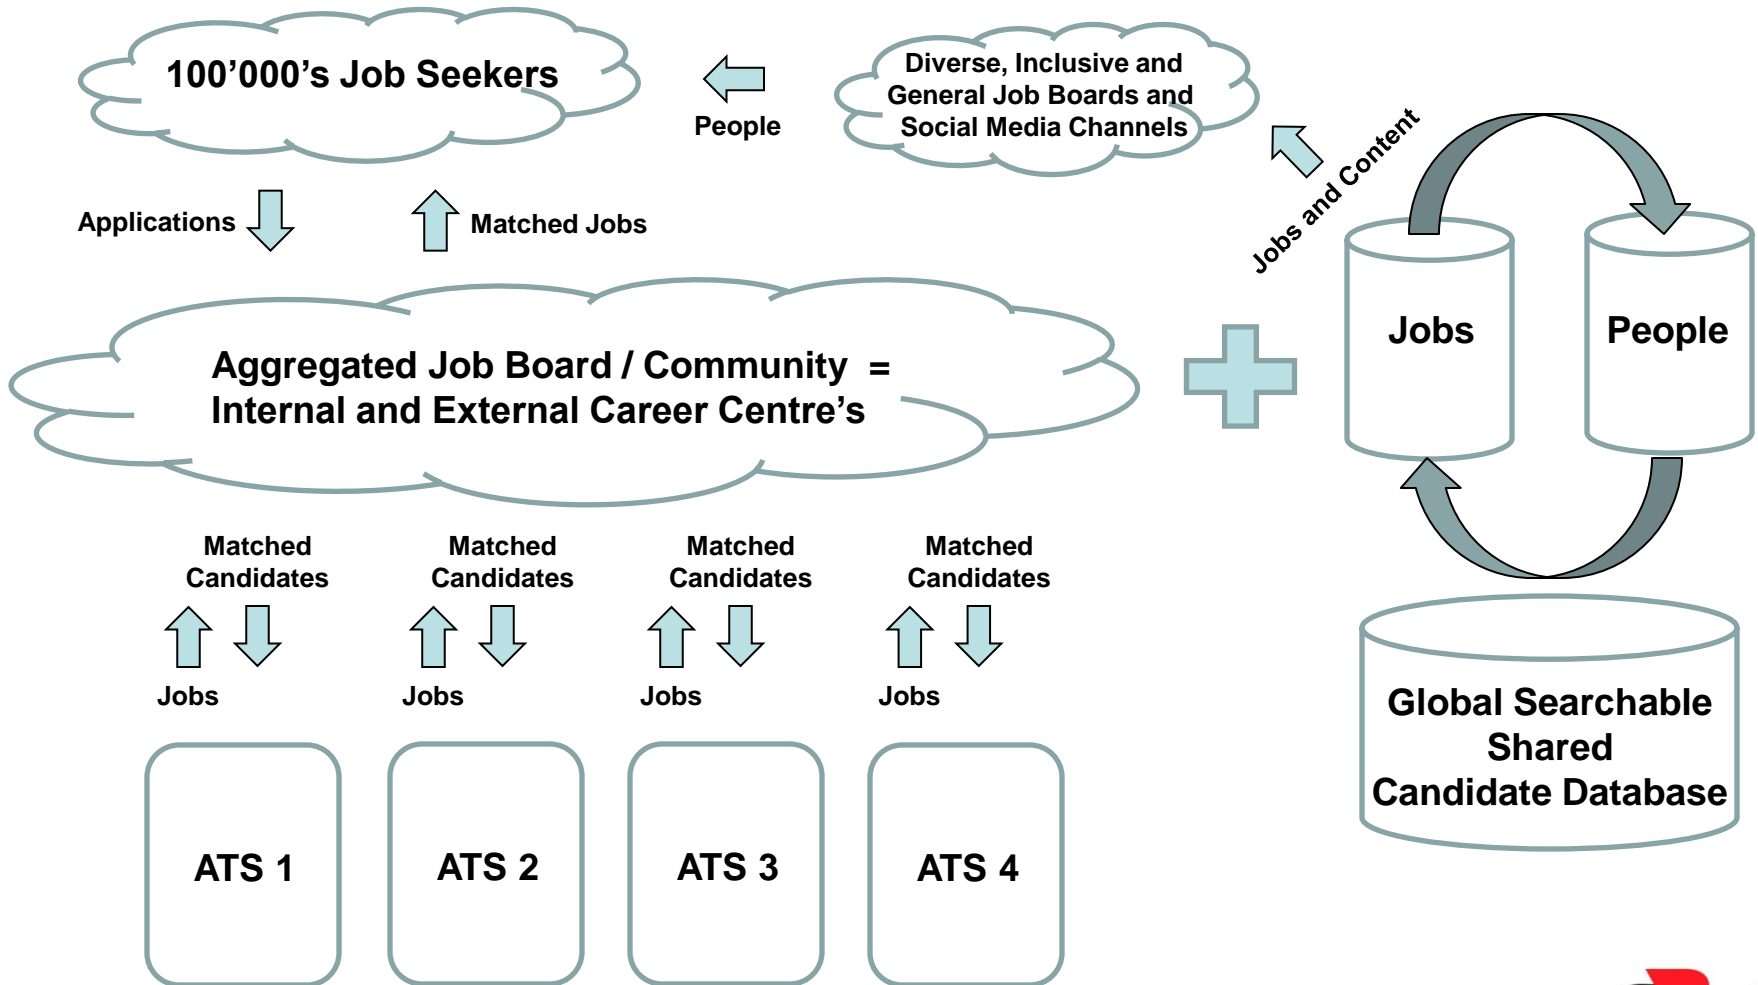 100’000’s Job Seekers
People
Diverse, Inclusive and
General Job Boards and
Social Media Channels
Jobs and Content
Applications
Matched Jobs
Aggregated Job Board / Community =
Internal and External Career Centre’s
Jobs
People
Matched
Candidates
Matched
Candidates
Matched
Candidates
Matched
Candidates
Jobs
Jobs
Jobs
Jobs
Global Searchable
Shared
Candidate Database
ATS 1
ATS 2
ATS 3
ATS 4